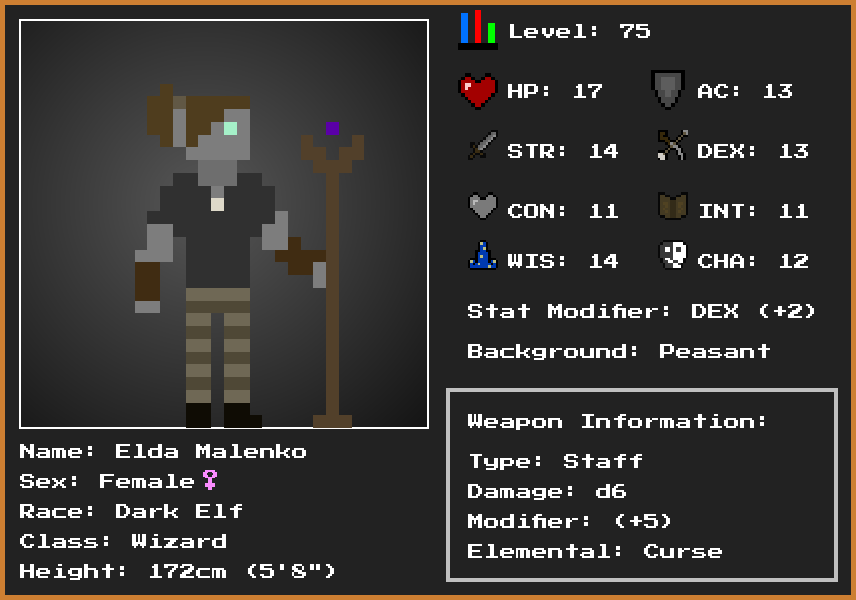 Level: 75
HP: 17
AC: 13
STR: 14
DEX: 13
CON: 11
INT: 11
WIS: 14
CHA: 12
Stat Modifier: DEX (+2)
Background: Peasant
Weapon Information:
Type: Staff
Damage: d6
Modifier: (+5)
Elemental: Curse
Name: Elda Malenko
Sex: Female♀
Race: Dark Elf
Class: Wizard
Height: 172cm (5'8")